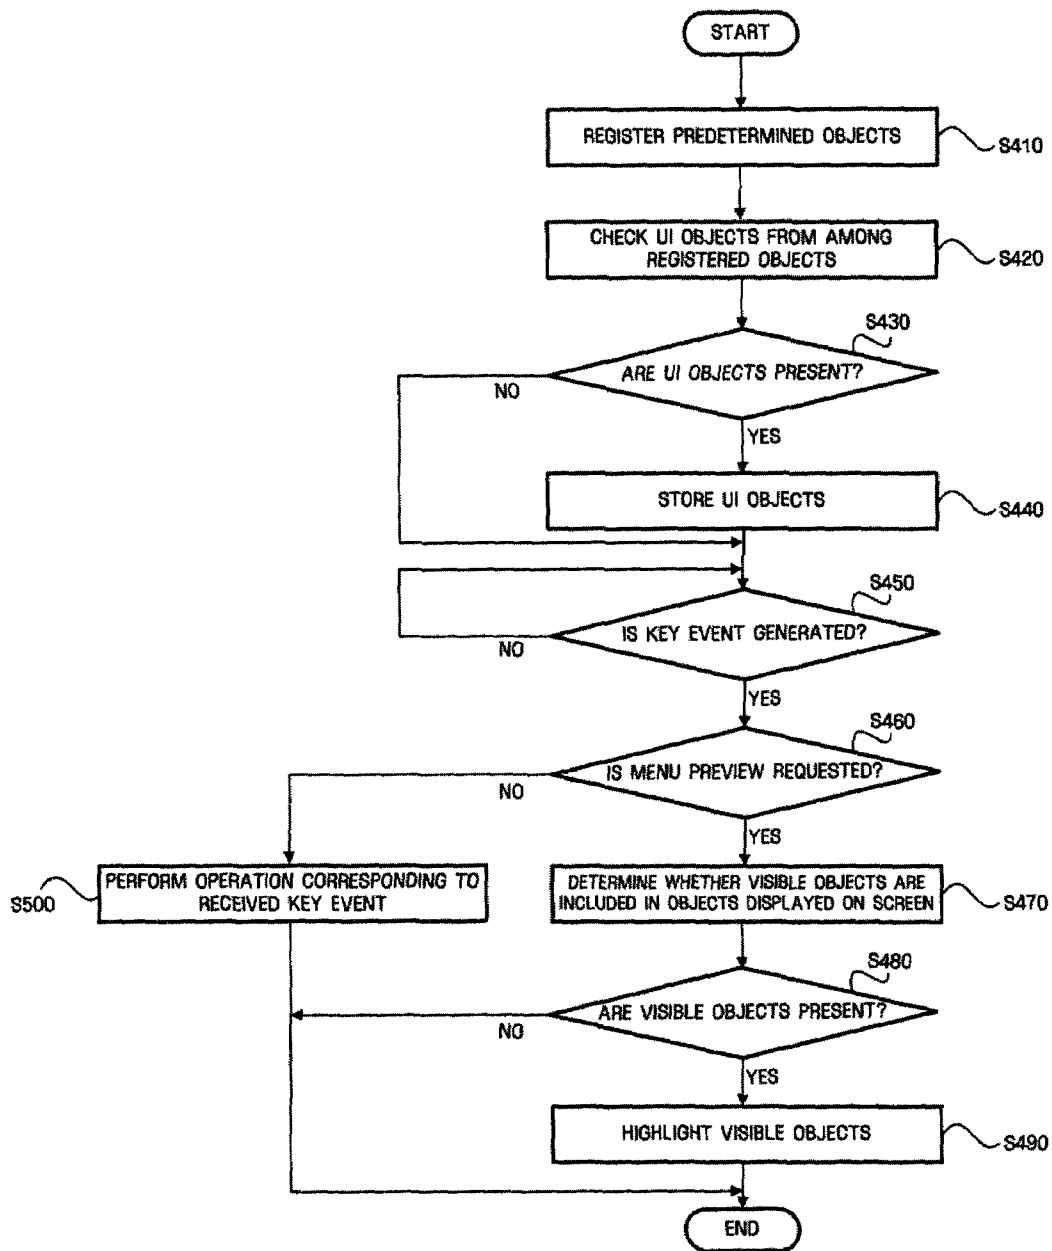 START
REGISTER PREDETERMINED OBJECTS
S410
CHECK UI OBJECTS FROM AMONG
REGISTERED OBJECTS
S420
S430
ARE UI OBJECTS PRESENT?
NO
YES
STORE UI OBJECTS
S440
S450
IS KEY EVENT GENERATED?
NO
YES
S460
IS MENU PREVIEW REQUESTED?
NO
YES
PERFORM OPERATION CORRESPONDING TO
RECEIVED KEY EVENT
S500
DETERMINE WHETHER VISIBLE OBJECTS ARE
INCLUDED IN OBJECTS DISPLAYED ON SCREEN
S470
S480
ARE VISIBLE OBJECTS PRESENT?
NO
YES
HIGHLIGHT VISIBLE OBJECTS
S490
END